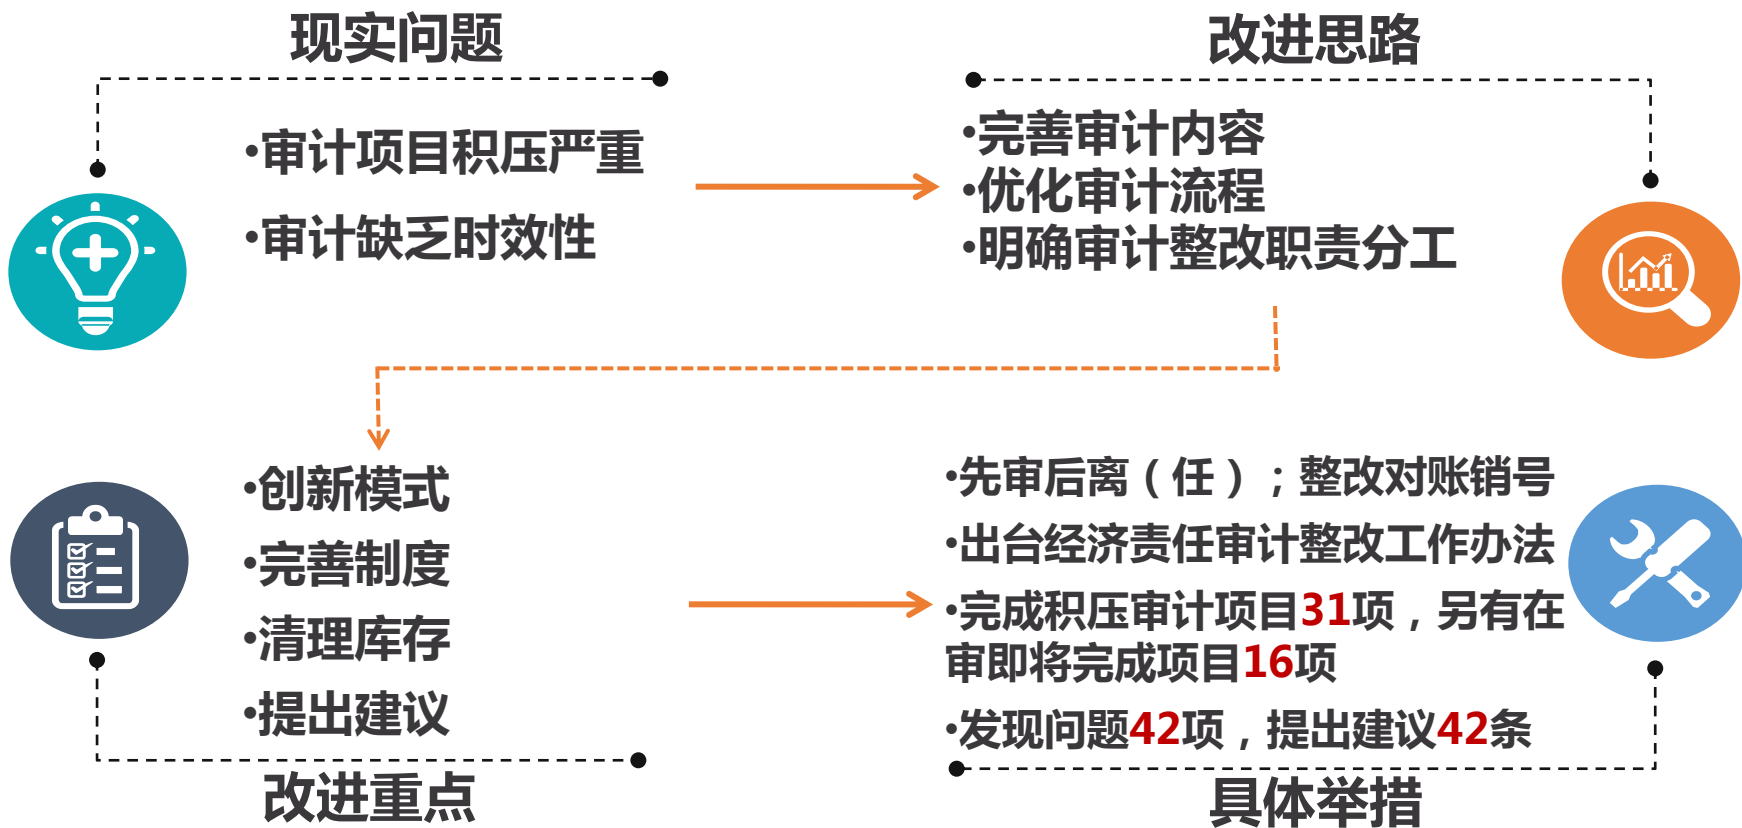 现实问题
•审计项目积压严重
•审计缺乏时效性
改进思路
•完善审计内容
•优化审计流程
•明确审计整改职责分工
•创新模式
•完善制度
•清理库存
•提出建议
改进重点
•先审后离（任）；整改对账销号
•出台经济责任审计整改工作办法
•完成积压审计项目31项，另有在
审即将完成项目16项
•发现问题42项，提出建议42条
具体举措